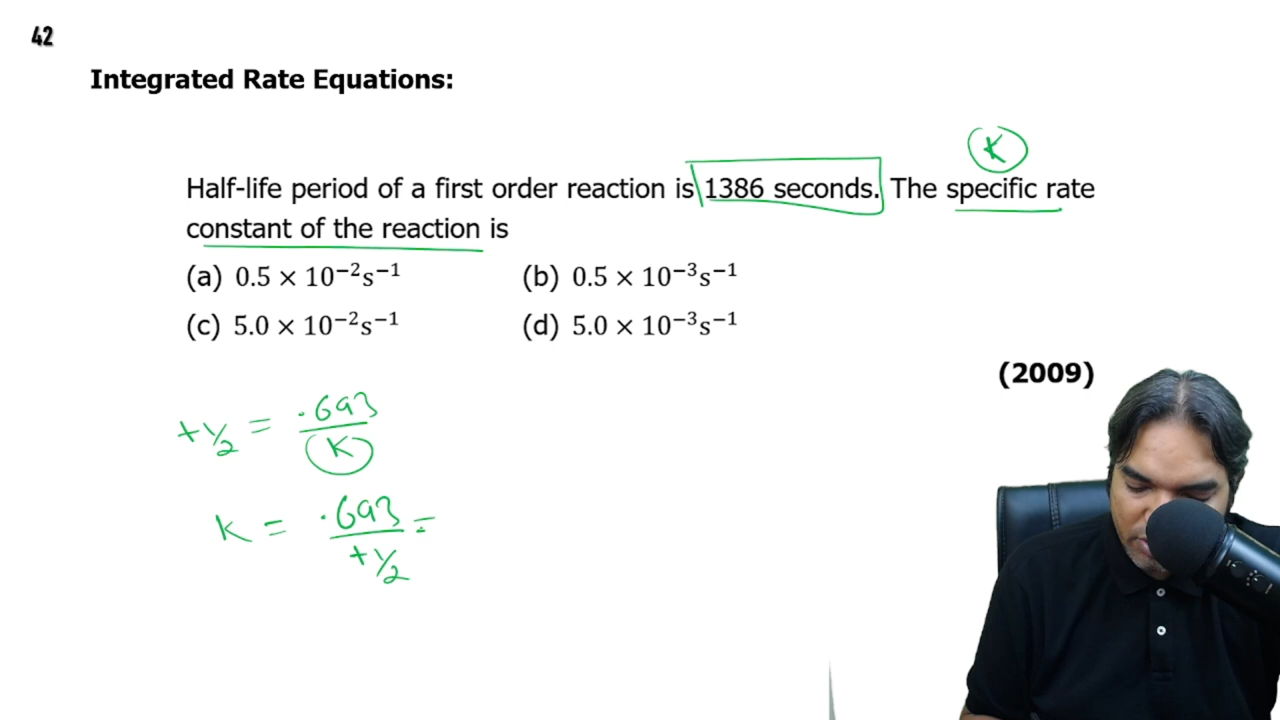 42
Integrated Rate Equations:
K
Half-life period of a first order reaction is 1386 seconds. The specific rate
constant of the reaction is
(a) 0.5 × 10⁻²s⁻¹ (b) 0.5 × 10⁻³s⁻¹
(c) 5.0 × 10⁻²s⁻¹ (d) 5.0 × 10⁻³s⁻¹
(2009)
t½ = .693 / K
K = .693 / t½ =